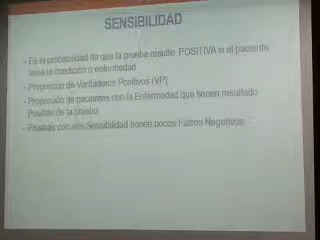 SENSIBILIDAD
- Es la probabilidad de que la prueba resulte POSITIVA si el paciente
tiene la condición o enfermedad
- Proporción de Verdaderos Positivos (VP)
- Proporción de pacientes con la Enfermedad que tienen resultado
Positivo de la prueba
- Pruebas con alta Sensibilidad tienen pocos Falsos Negativos